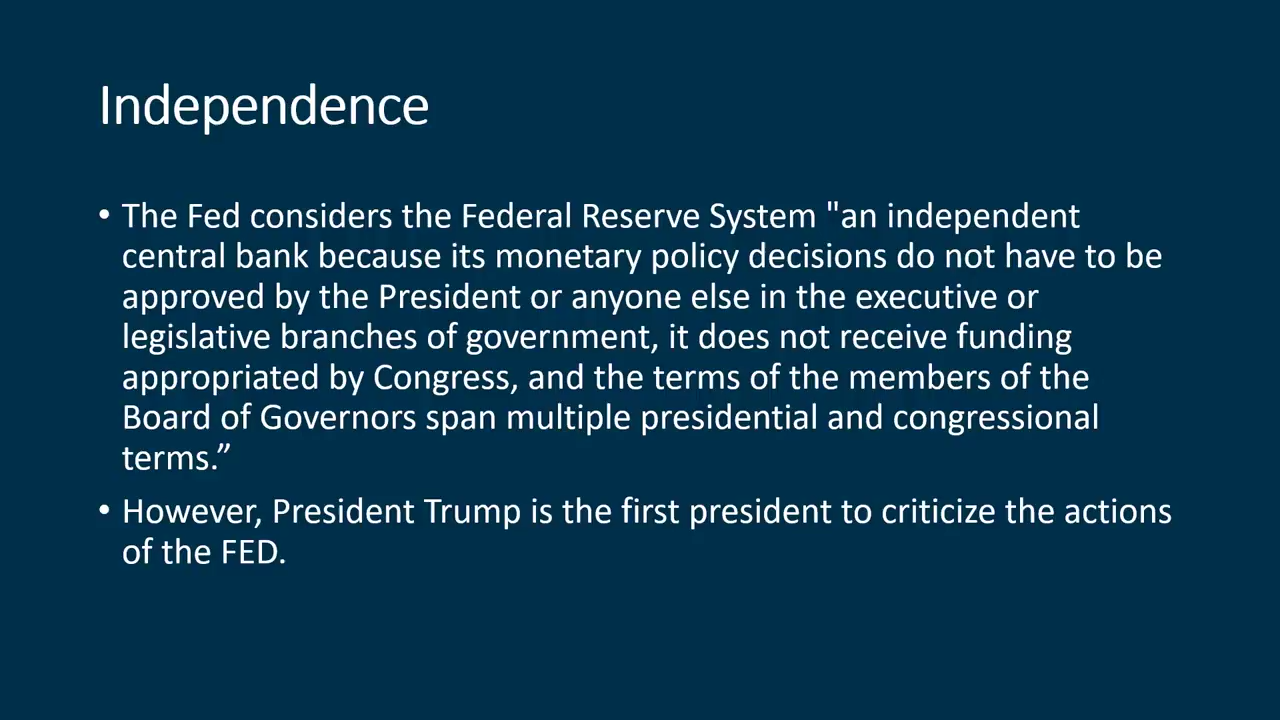 Independence
• The Fed considers the Federal Reserve System "an independent
central bank because its monetary policy decisions do not have to be
approved by the President or anyone else in the executive or
legislative branches of government, it does not receive funding
appropriated by Congress, and the terms of the members of the
Board of Governors span multiple presidential and congressional
terms.”
• However, President Trump is the first president to criticize the actions
of the FED.